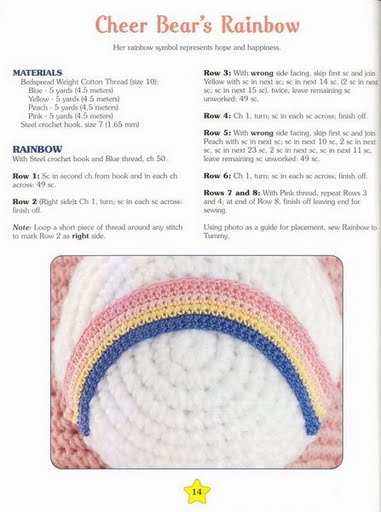 Cheer Bear's Rainbow
Her rainbow symbol represents hope and happiness.
MATERIALS
Bedspread Weight Cotton Thread (size 10):
Blue - 5 yards (4.5 meters)
Yellow - 5 yards (4.5 meters)
Peach - 5 yards (4.5 meters)
Pink - 5 yards (4.5 meters)
Steel crochet hook, size 7 (1.65 mm)
RAINBOW
With Steel crochet hook and Blue thread, ch 50.
Row 1: Sc in second ch from hook and in each ch
across: 49 sc.
Row 2 (Right side): Ch 1, turn; sc in each sc across;
finish off.
Note: Loop a short piece of thread around any stitch
to mark Row 2 as right side.
Row 3: With wrong side facing, skip first sc and join
Yellow with sc in next sc; sc in next 14 sc, (2 sc in next
sc, sc in next 15 sc), twice, leave remaining sc
unworked: 49 sc.
Row 4: Ch 1, turn; sc in each sc across; finish off.
Row 5: With wrong side facing, skip first sc and join
Peach with sc in next sc; sc in next 10 sc, 2 sc in next
sc, sc in next 23 sc, 2 sc in next sc, sc in next 11 sc,
leave remaining sc unworked: 49 sc.
Row 6: Ch 1, turn; sc in each sc across; finish off.
Rows 7 and 8: With Pink thread, repeat Rows 3
and 4; at end of Row 8, finish off leaving end for
sewing.
Using photo as a guide for placement, sew Rainbow to
Tummy.
14